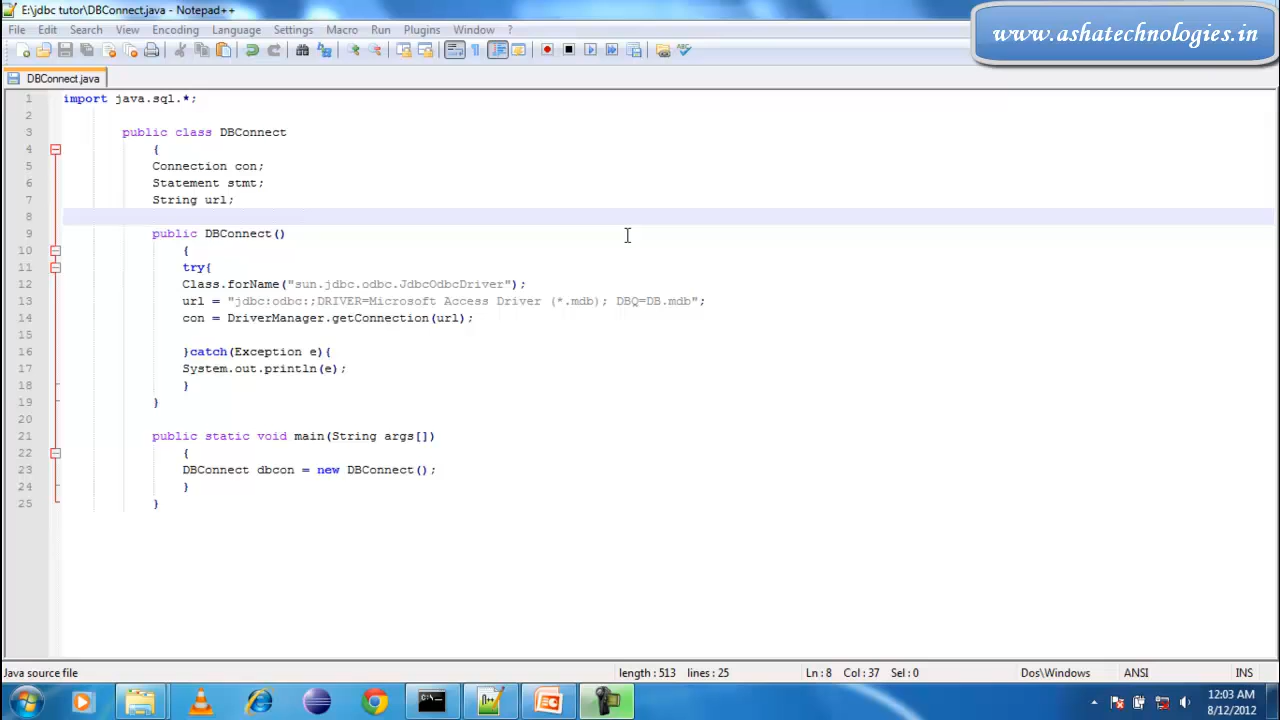 E:\jdbc tutor\DBConnect.java - Notepad++
www.ashatechnologies.in
File Edit Search View Encoding Language Settings Macro Run Plugins Window ?
DBConnect.java
1 import java.sql.*;
2
3 public class DBConnect
4 {
5 Connection con;
6 Statement stmt;
7 String url;
8
9 public DBConnect()
10 {
11 try{
12 Class.forName("sun.jdbc.odbc.JdbcOdbcDriver");
13 url = "jdbc:odbc:;DRIVER=Microsoft Access Driver (*.mdb); DBQ=DB.mdb";
14 con = DriverManager.getConnection(url);
15
16 }catch(Exception e){
17 System.out.println(e);
18 }
19 }
20
21 public static void main(String args[])
22 {
23 DBConnect dbcon = new DBConnect();
24 }
25 }
Java source file length : 513 lines : 25 Ln : 8 Col : 37 Sel : 0 Dos\Windows ANSI INS
12:03 AM
8/12/2012